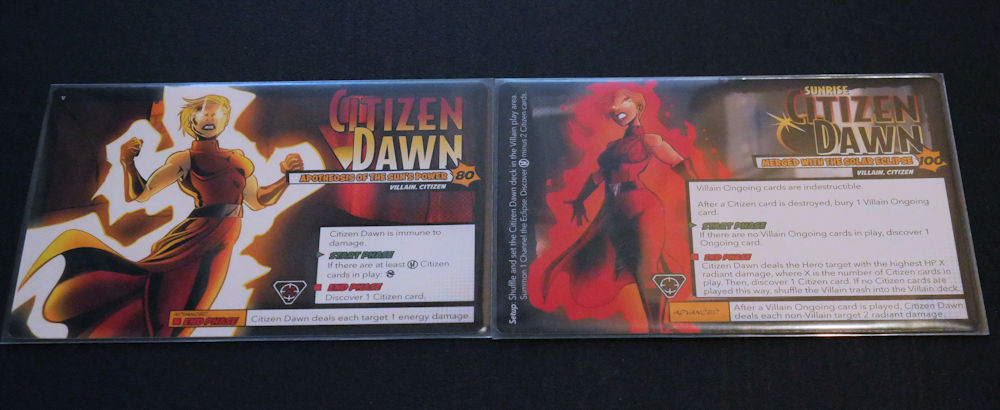 CITIZEN
DAWN
APOTHEOSIS OF THE SUN'S POWER 80
VILLAIN, CITIZEN
Citizen Dawn is immune to
damage.
START PHASE
If there are at least H Citizen
cards in play:
END PHASE
Discover 1 Citizen card.
ADVANCED
END PHASE
Citizen Dawn deals each target 1 energy damage.
Setup: Shuffle and set the Citizen Dawn deck in the Villain play area.
Summon 1 Channel the Eclipse. Discover H minus 2 Citizen cards.
SUNRISE
CITIZEN
DAWN
MERGED WITH THE SOLAR ECLIPSE 100
VILLAIN, CITIZEN
Villain Ongoing cards are indestructible.
After a Citizen card is destroyed, bury 1 Villain Ongoing
card.
START PHASE
If there are no Villain Ongoing cards in play, discover 1
Ongoing card.
END PHASE
Citizen Dawn deals the Hero target with the highest HP X
radiant damage, where X is the number of Citizen cards in
play. Then, discover 1 Citizen card. If no Citizen cards are
played this way, shuffle the Villain trash into the Villain deck.
ADVANCED
After a Villain Ongoing card is played, Citizen Dawn
deals each non-Villain target 2 radiant damage.